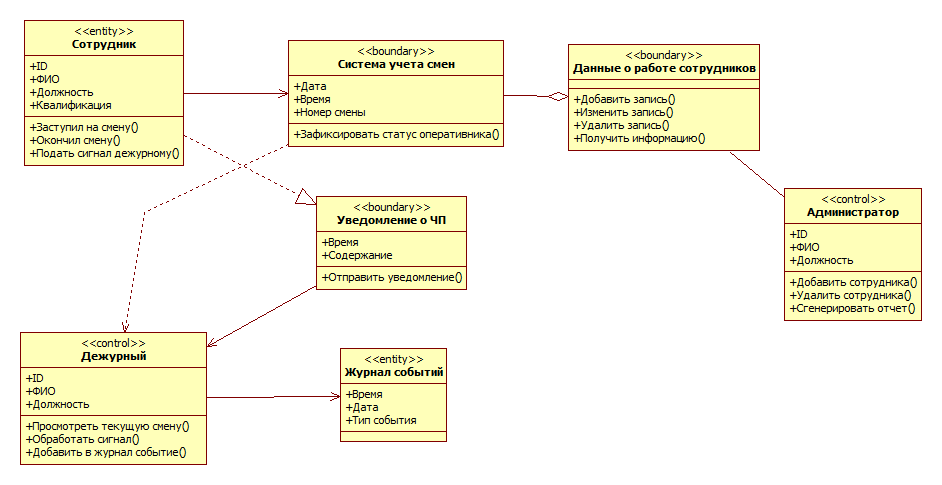 <<entity>>
Сотрудник
+ID
+ФИО
+Должность
+Квалификация
+Заступил на смену()
+Окончил смену()
+Подать сигнал дежурному()
<<boundary>>
Система учета смен
+Дата
+Время
+Номер смены
+Зафиксировать статус оперативника()
<<boundary>>
Данные о работе сотрудников
+Добавить запись()
+Изменить запись()
+Удалить запись()
+Получить информацию()
<<boundary>>
Уведомление о ЧП
+Время
+Содержание
+Отправить уведомление()
<<control>>
Администратор
+ID
+ФИО
+Должность
+Добавить сотрудника()
+Удалить сотрудника()
+Сгенерировать отчет()
<<control>>
Дежурный
+ID
+ФИО
+Должность
+Просмотреть текущую смену()
+Обработать сигнал()
+Добавить в журнал событие()
<<entity>>
Журнал событий
+Время
+Дата
+Тип события